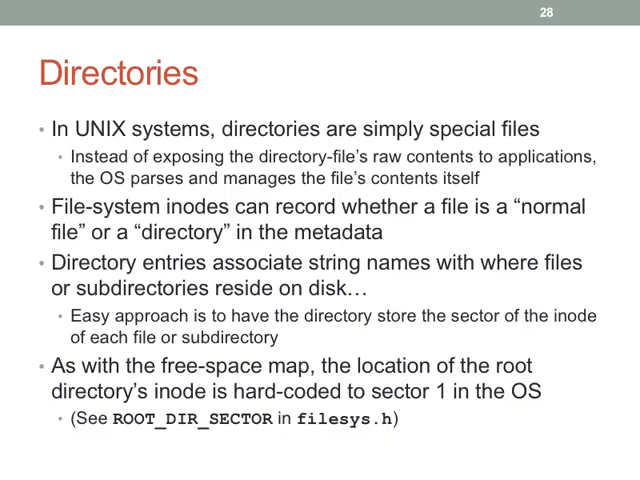 28
Directories
• In UNIX systems, directories are simply special files
• Instead of exposing the directory-file's raw contents to applications,
the OS parses and manages the file's contents itself
• File-system inodes can record whether a file is a “normal
file” or a “directory” in the metadata
• Directory entries associate string names with where files
or subdirectories reside on disk…
• Easy approach is to have the directory store the sector of the inode
of each file or subdirectory
• As with the free-space map, the location of the root
directory's inode is hard-coded to sector 1 in the OS
• (See ROOT_DIR_SECTOR in filesys.h)